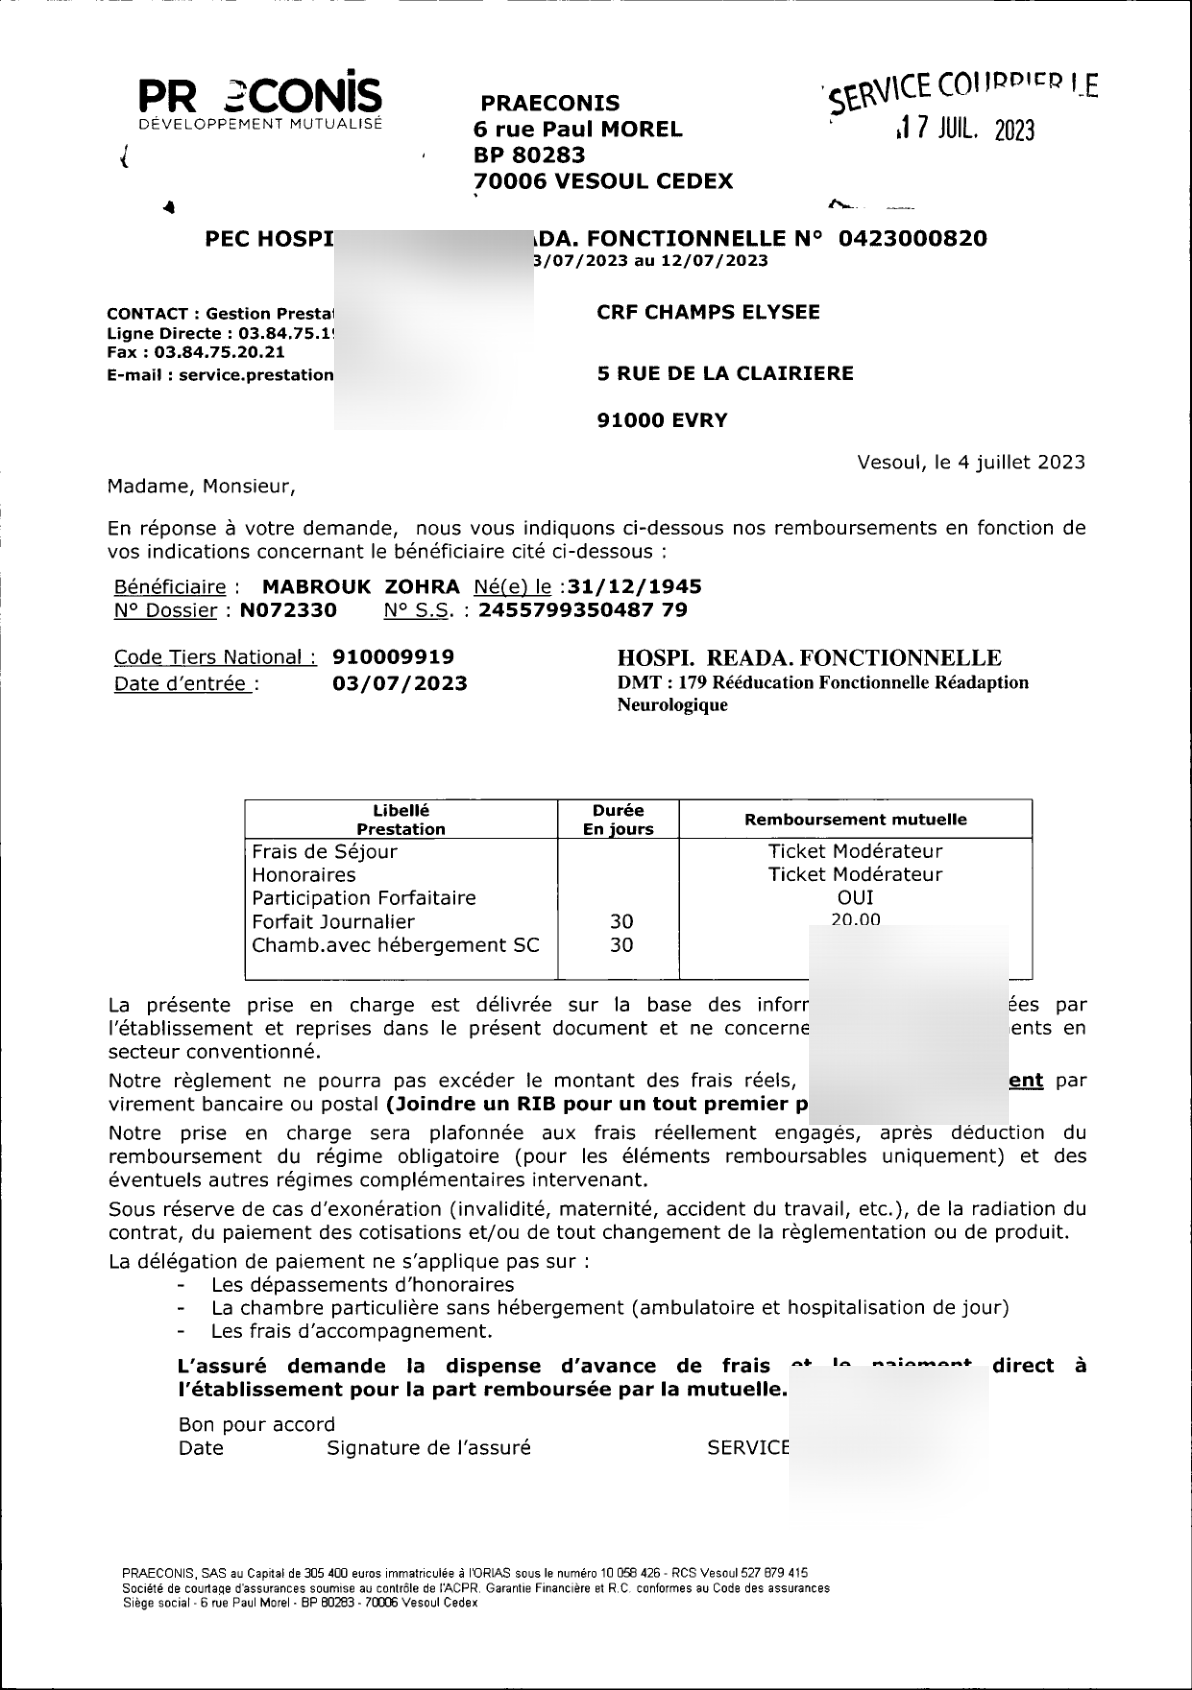 PRÆCONIS
DÉVELOPPEMENT MUTUALISÉ
PRAECONIS
6 rue Paul MOREL
BP 80283
70006 VESOUL CEDEX
SERVICE COURRIER LE
17 JUIL. 2023
PEC HOSPI ADA. FONCTIONNELLE N° 0423000820
3/07/2023 au 12/07/2023
CONTACT : Gestion Presta
Ligne Directe : 03.84.75.1
Fax : 03.84.75.20.21
E-mail : service.prestation
CRF CHAMPS ELYSEE
5 RUE DE LA CLAIRIERE
91000 EVRY
Vesoul, le 4 juillet 2023
Madame, Monsieur,
En réponse à votre demande, nous vous indiquons ci-dessous nos remboursements en fonction de
vos indications concernant le bénéficiaire cité ci-dessous :
Bénéficiaire : MABROUK ZOHRA Né(e) le :31/12/1945
N° Dossier : N072330 N° S.S. : 2455799350487 79
Code Tiers National : 910009919
Date d'entrée : 03/07/2023
HOSPI. READA. FONCTIONNELLE
DMT : 179 Rééducation Fonctionnelle Réadaption
Neurologique
Libellé Prestation Durée En jours Remboursement mutuelle
Frais de Séjour Ticket Modérateur
Honoraires Ticket Modérateur
Participation Forfaitaire OUI
Forfait Journalier 30 20.00
Chamb.avec hébergement SC 30
La présente prise en charge est délivrée sur la base des infor ées par
l'établissement et reprises dans le présent document et ne concerne ents en
secteur conventionné.
Notre règlement ne pourra pas excéder le montant des frais réels, ent par
virement bancaire ou postal (Joindre un RIB pour un tout premier p
Notre prise en charge sera plafonnée aux frais réellement engagés, après déduction du
remboursement du régime obligatoire (pour les éléments remboursables uniquement) et des
éventuels autres régimes complémentaires intervenant.
Sous réserve de cas d'exonération (invalidité, maternité, accident du travail, etc.), de la radiation du
contrat, du paiement des cotisations et/ou de tout changement de la règlementation ou de produit.
La délégation de paiement ne s'applique pas sur :
- Les dépassements d'honoraires
- La chambre particulière sans hébergement (ambulatoire et hospitalisation de jour)
- Les frais d'accompagnement.
L'assuré demande la dispense d'avance de frais et le paiement direct à
l'établissement pour la part remboursée par la mutuelle.
Bon pour accord
Date Signature de l'assuré SERVICE
PRAECONIS, SAS au Capital de 305 400 euros immatriculée à l'ORIAS sous le numéro 10 058 426 - RCS Vesoul 527 879 415
Société de courtage d'assurances soumise au contrôle de l'ACPR. Garantie Financière et R.C. conformes au Code des assurances
Siège social - 6 rue Paul Morel - BP 80283 - 70006 Vesoul Cedex